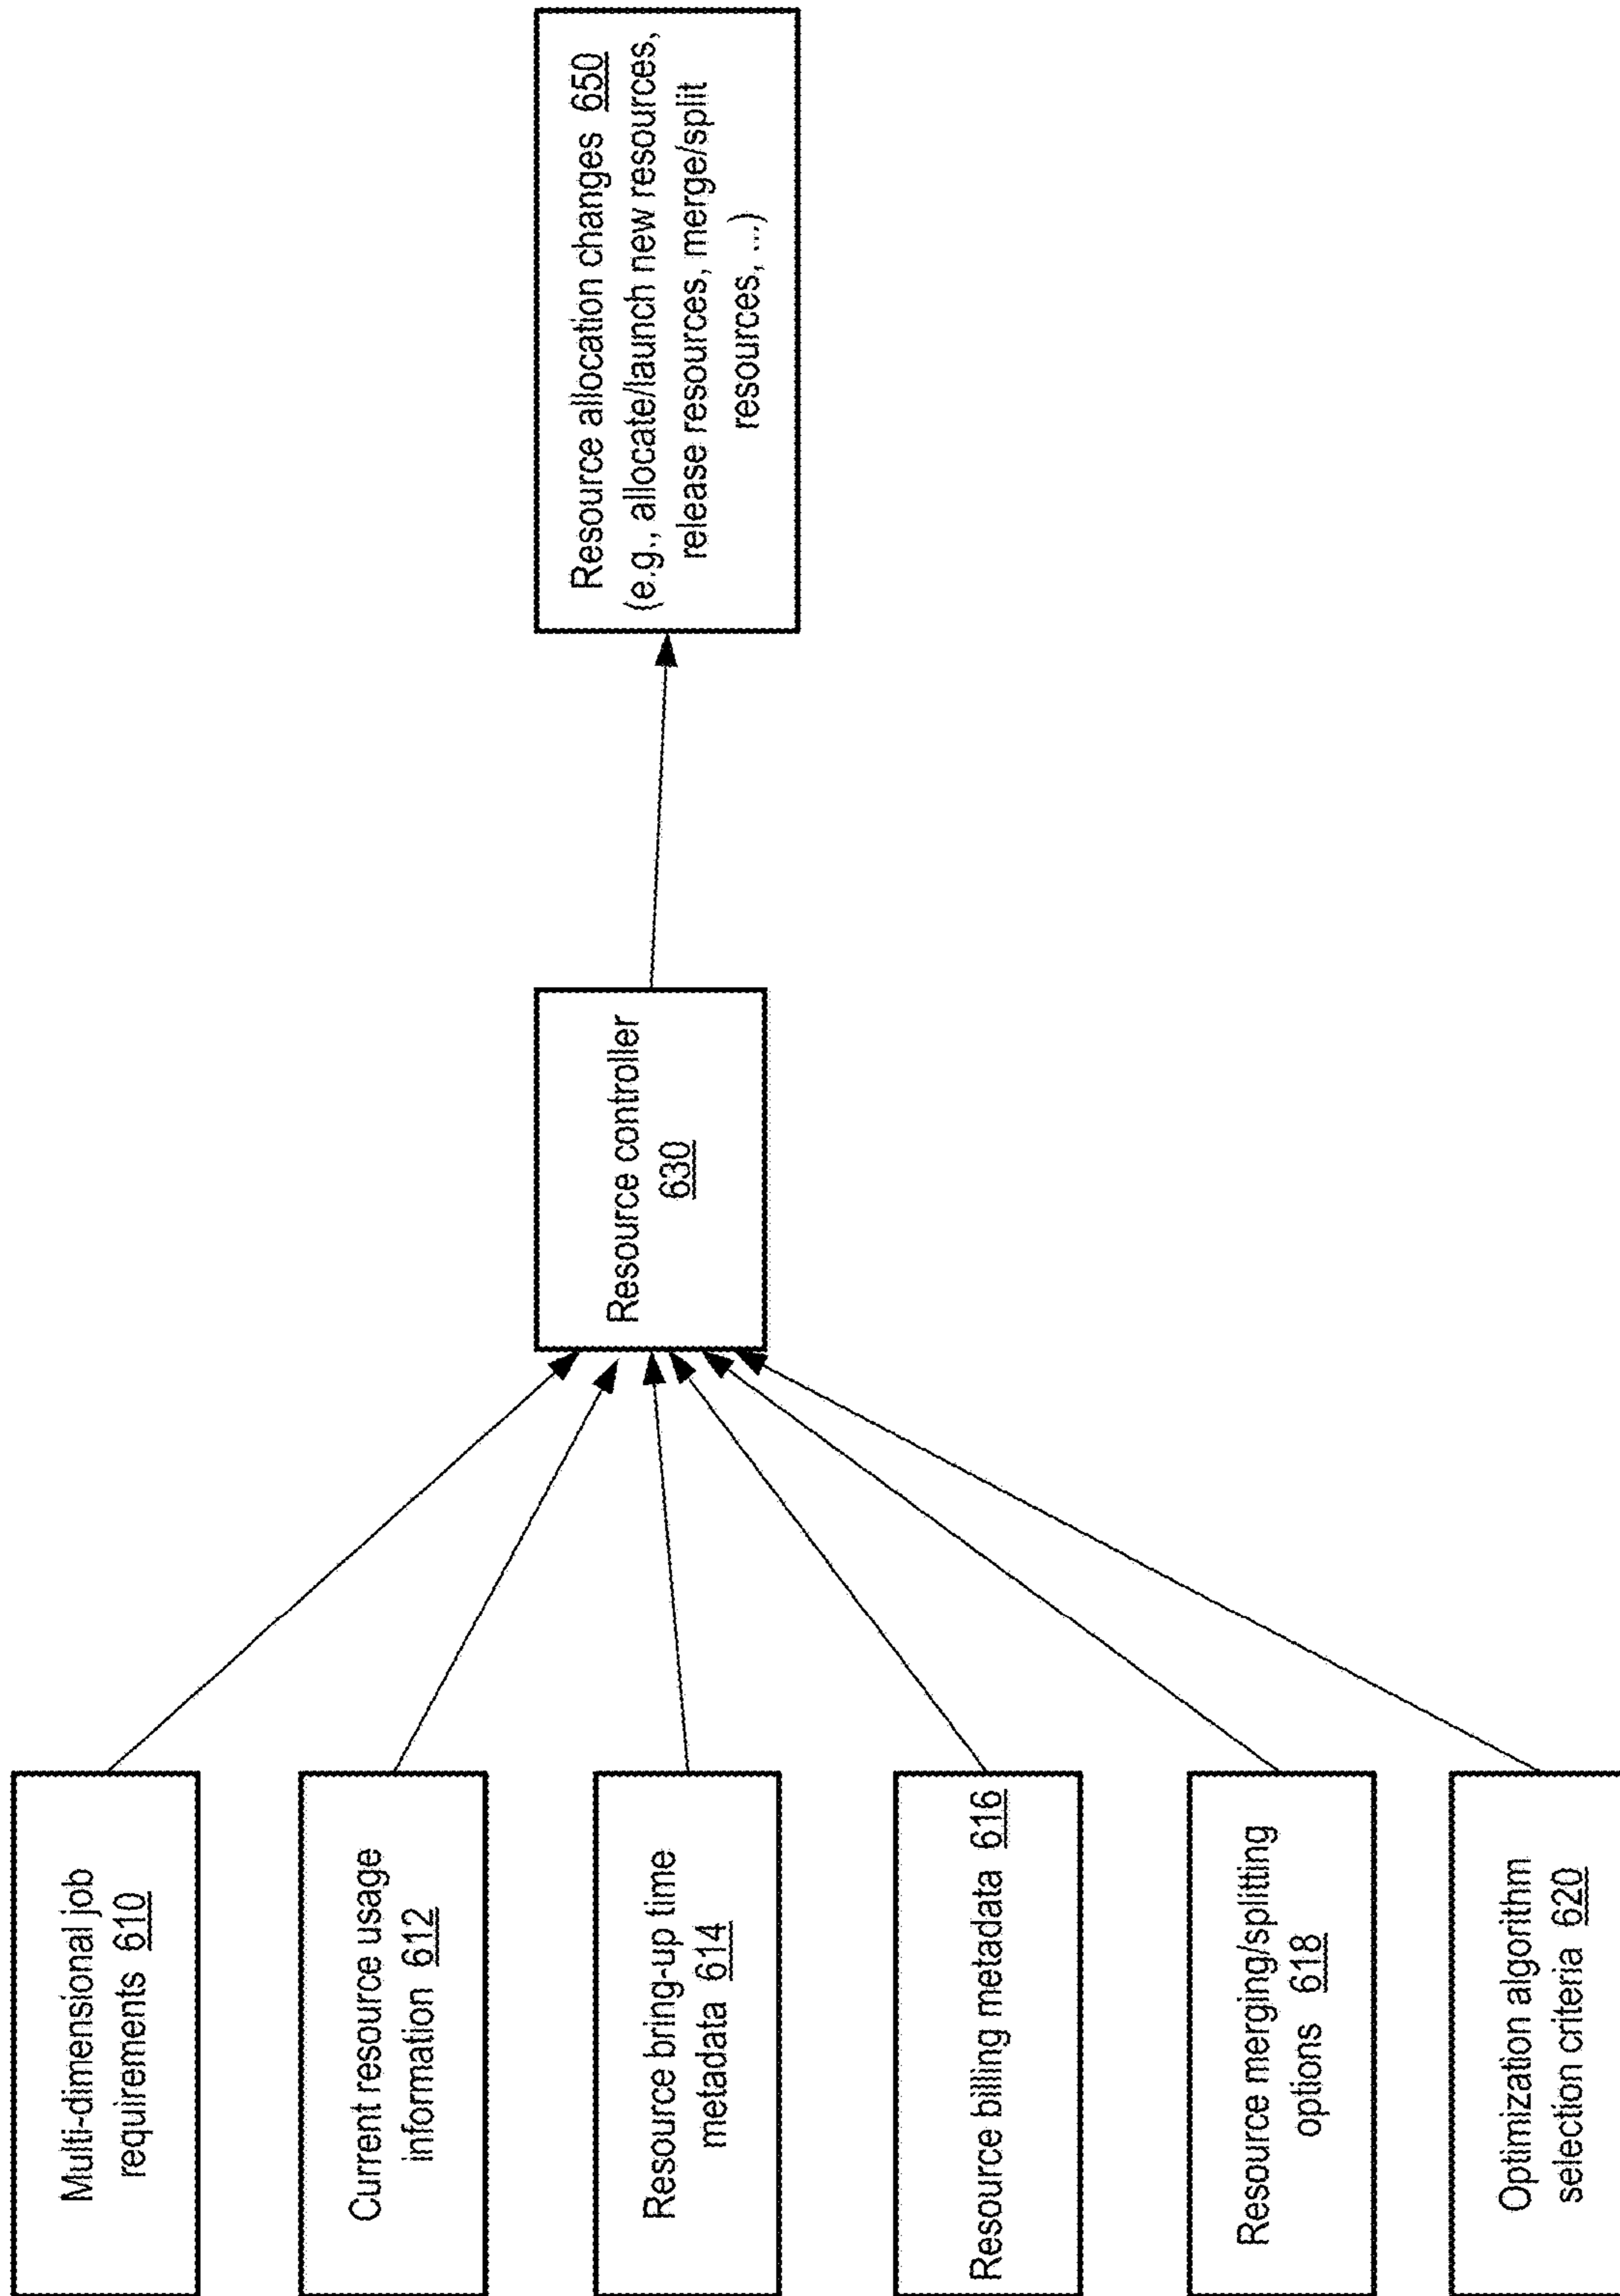 Multi-dimensional job
requirements 610
Current resource usage
information 612
Resource bring-up time
metadata 614
Resource billing metadata 616
Resource merging/splitting
options 618
Optimization algorithm
selection criteria 620
Resource controller
630
Resource allocation changes 650
(e.g., allocate/launch new resources,
release resources, merge/split
resources, ...)